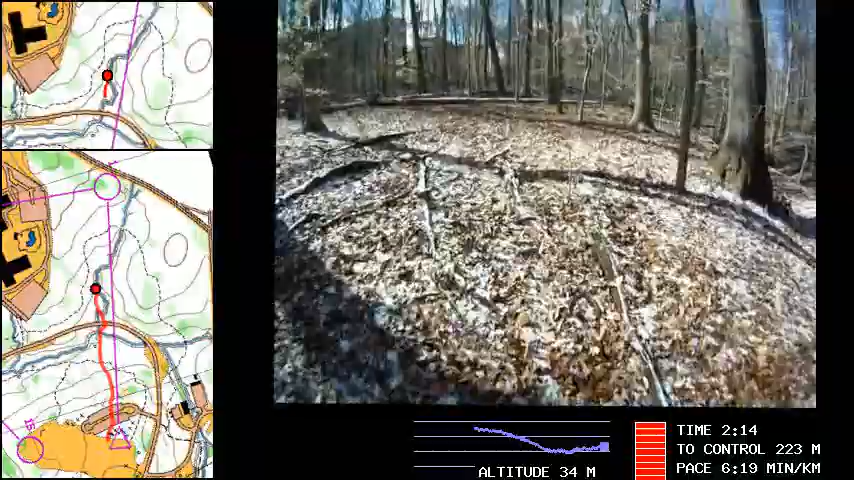 TIME 2:14
TO CONTROL 223 M
ALTITUDE 34 M
PACE 6:19 MIN/KM